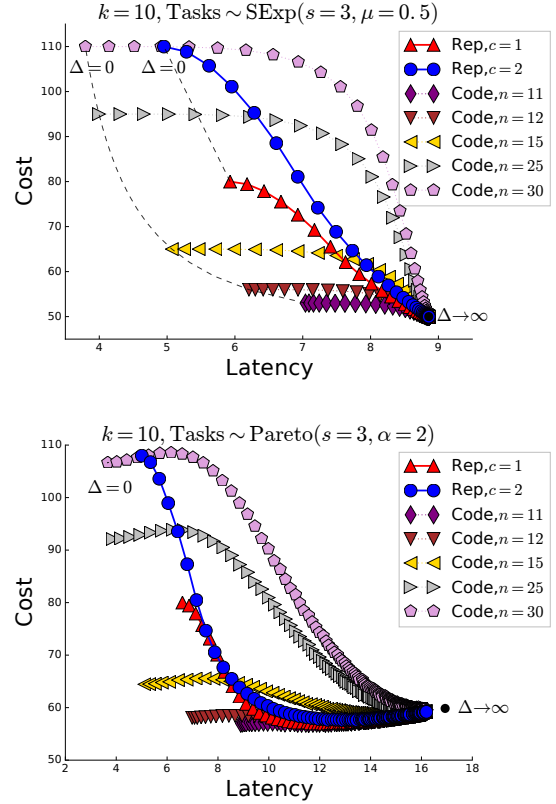 k = 10, Tasks ∼ SExp(s = 3, μ = 0.5)
110
100
90
80
70
60
50
Cost
Δ = 0
Δ = 0
Rep,c = 1
Rep,c = 2
Code,n = 11
Code,n = 12
Code,n = 15
Code,n = 25
Code,n = 30
Δ → ∞
4 5 6 7 8 9
Latency
k = 10, Tasks ∼ Pareto(s = 3, α = 2)
110
100
90
80
70
60
50
Cost
Δ = 0
Rep,c = 1
Rep,c = 2
Code,n = 11
Code,n = 12
Code,n = 15
Code,n = 25
Code,n = 30
Δ → ∞
2 4 6 8 10 12 14 16 18
Latency